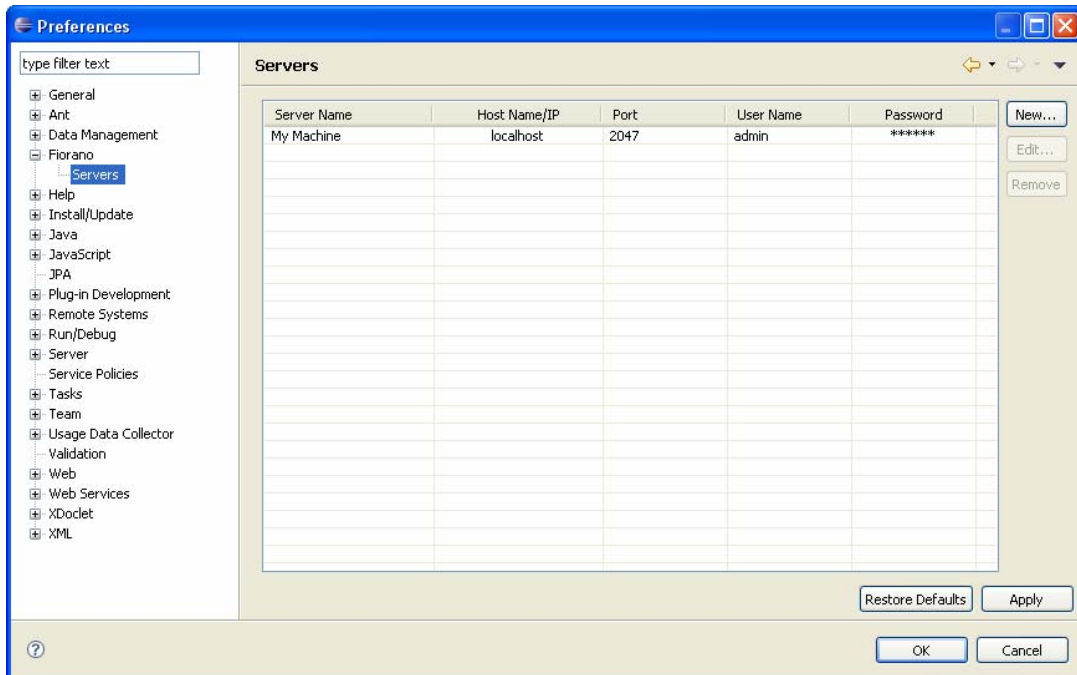 Preferences
type filter text
General
Ant
Data Management
Fiorano
Servers
Help
Install/Update
Java
JavaScript
JPA
Plug-in Development
Remote Systems
Run/Debug
Server
Service Policies
Tasks
Team
Usage Data Collector
Validation
Web
Web Services
XDoclet
XML
Servers
Server Name Host Name/IP Port User Name Password
My Machine localhost 2047 admin ******
New...
Edit...
Remove
Restore Defaults Apply
? OK Cancel